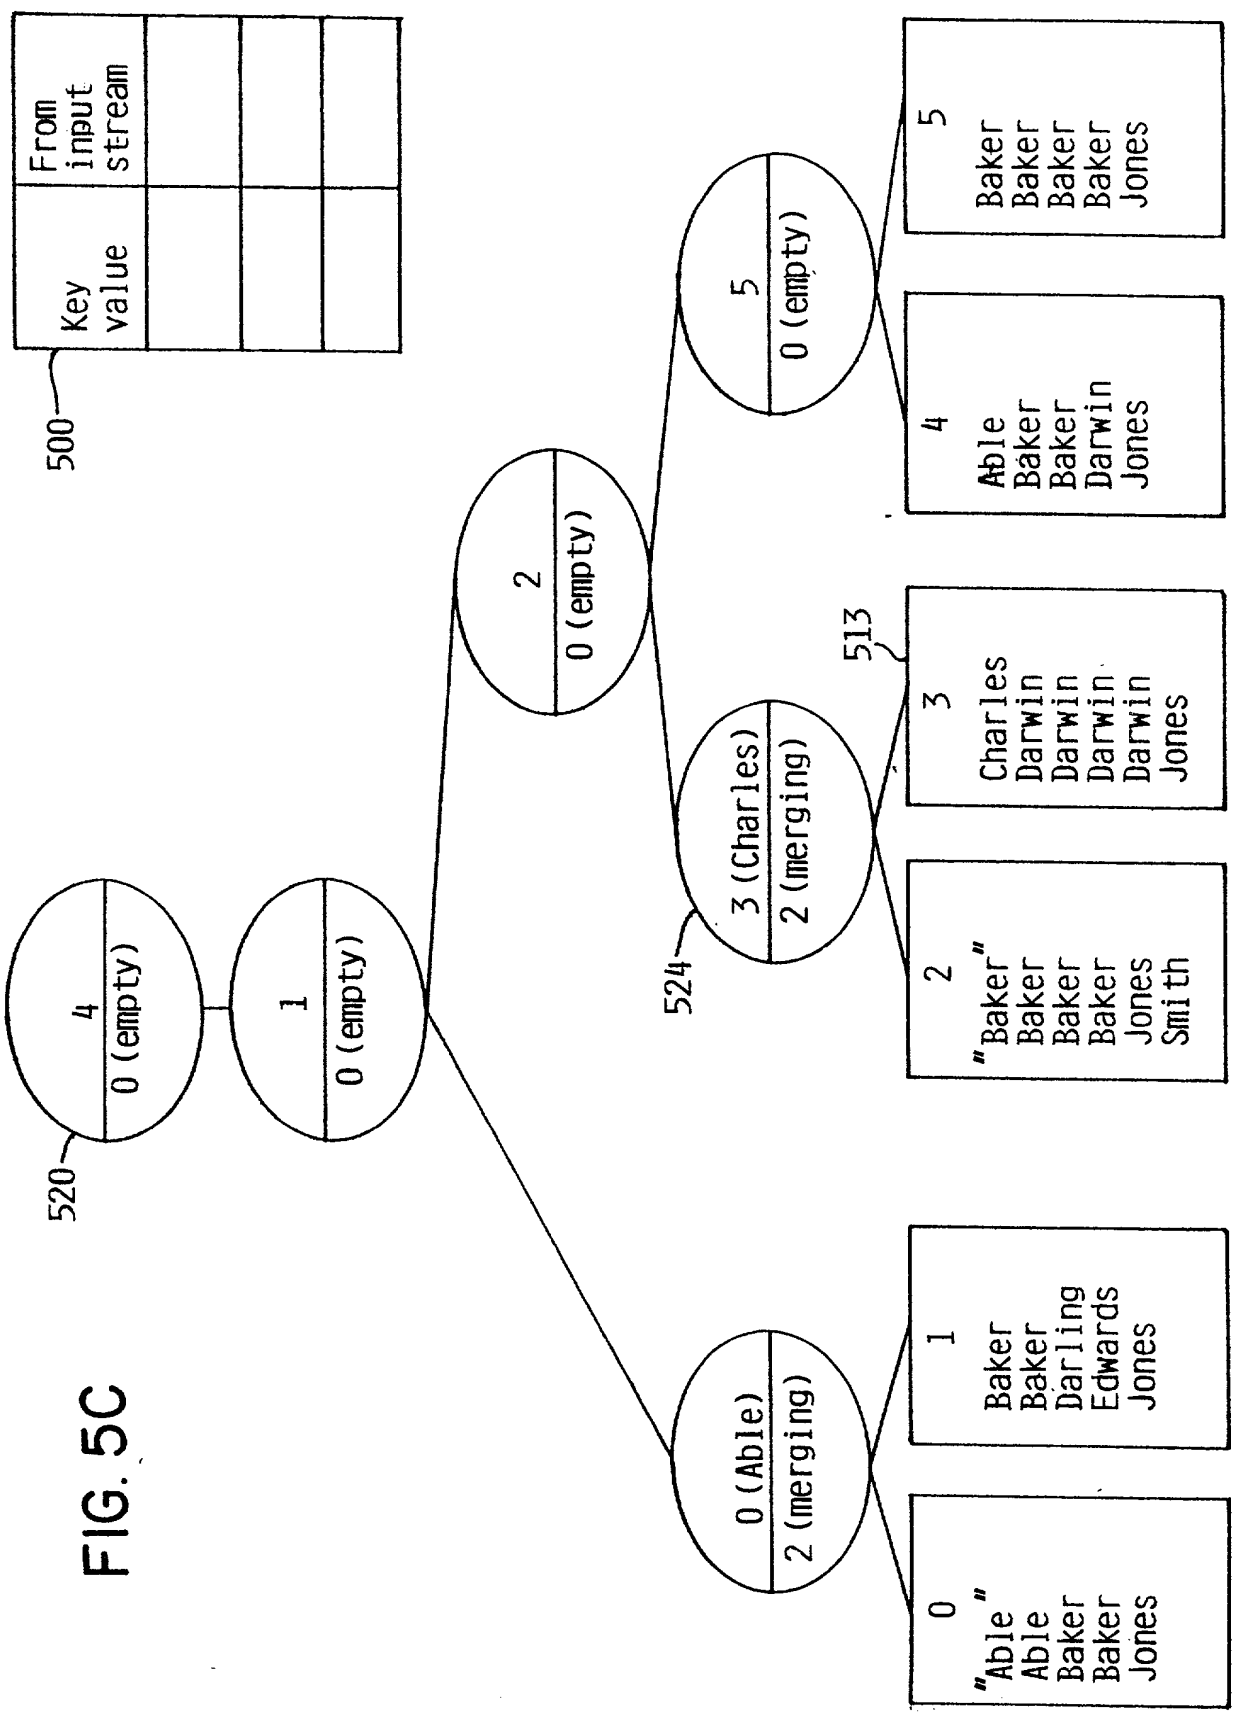 FIG. 5C
Key value
From input stream
500
520
4
0 (empty)
1
0 (empty)
2
0 (empty)
524
3 (Charles)
2 (merging)
5
0 (empty)
0 (Able)
2 (merging)
0
"Able"
Able
Baker
Baker
Jones
1
Baker
Baker
Darling
Edwards
Jones
2
"Baker"
Baker
Baker
Baker
Jones
Smith
513
3
Charles
Darwin
Darwin
Darwin
Darwin
Jones
4
Able
Baker
Baker
Darwin
Jones
5
Baker
Baker
Baker
Baker
Jones